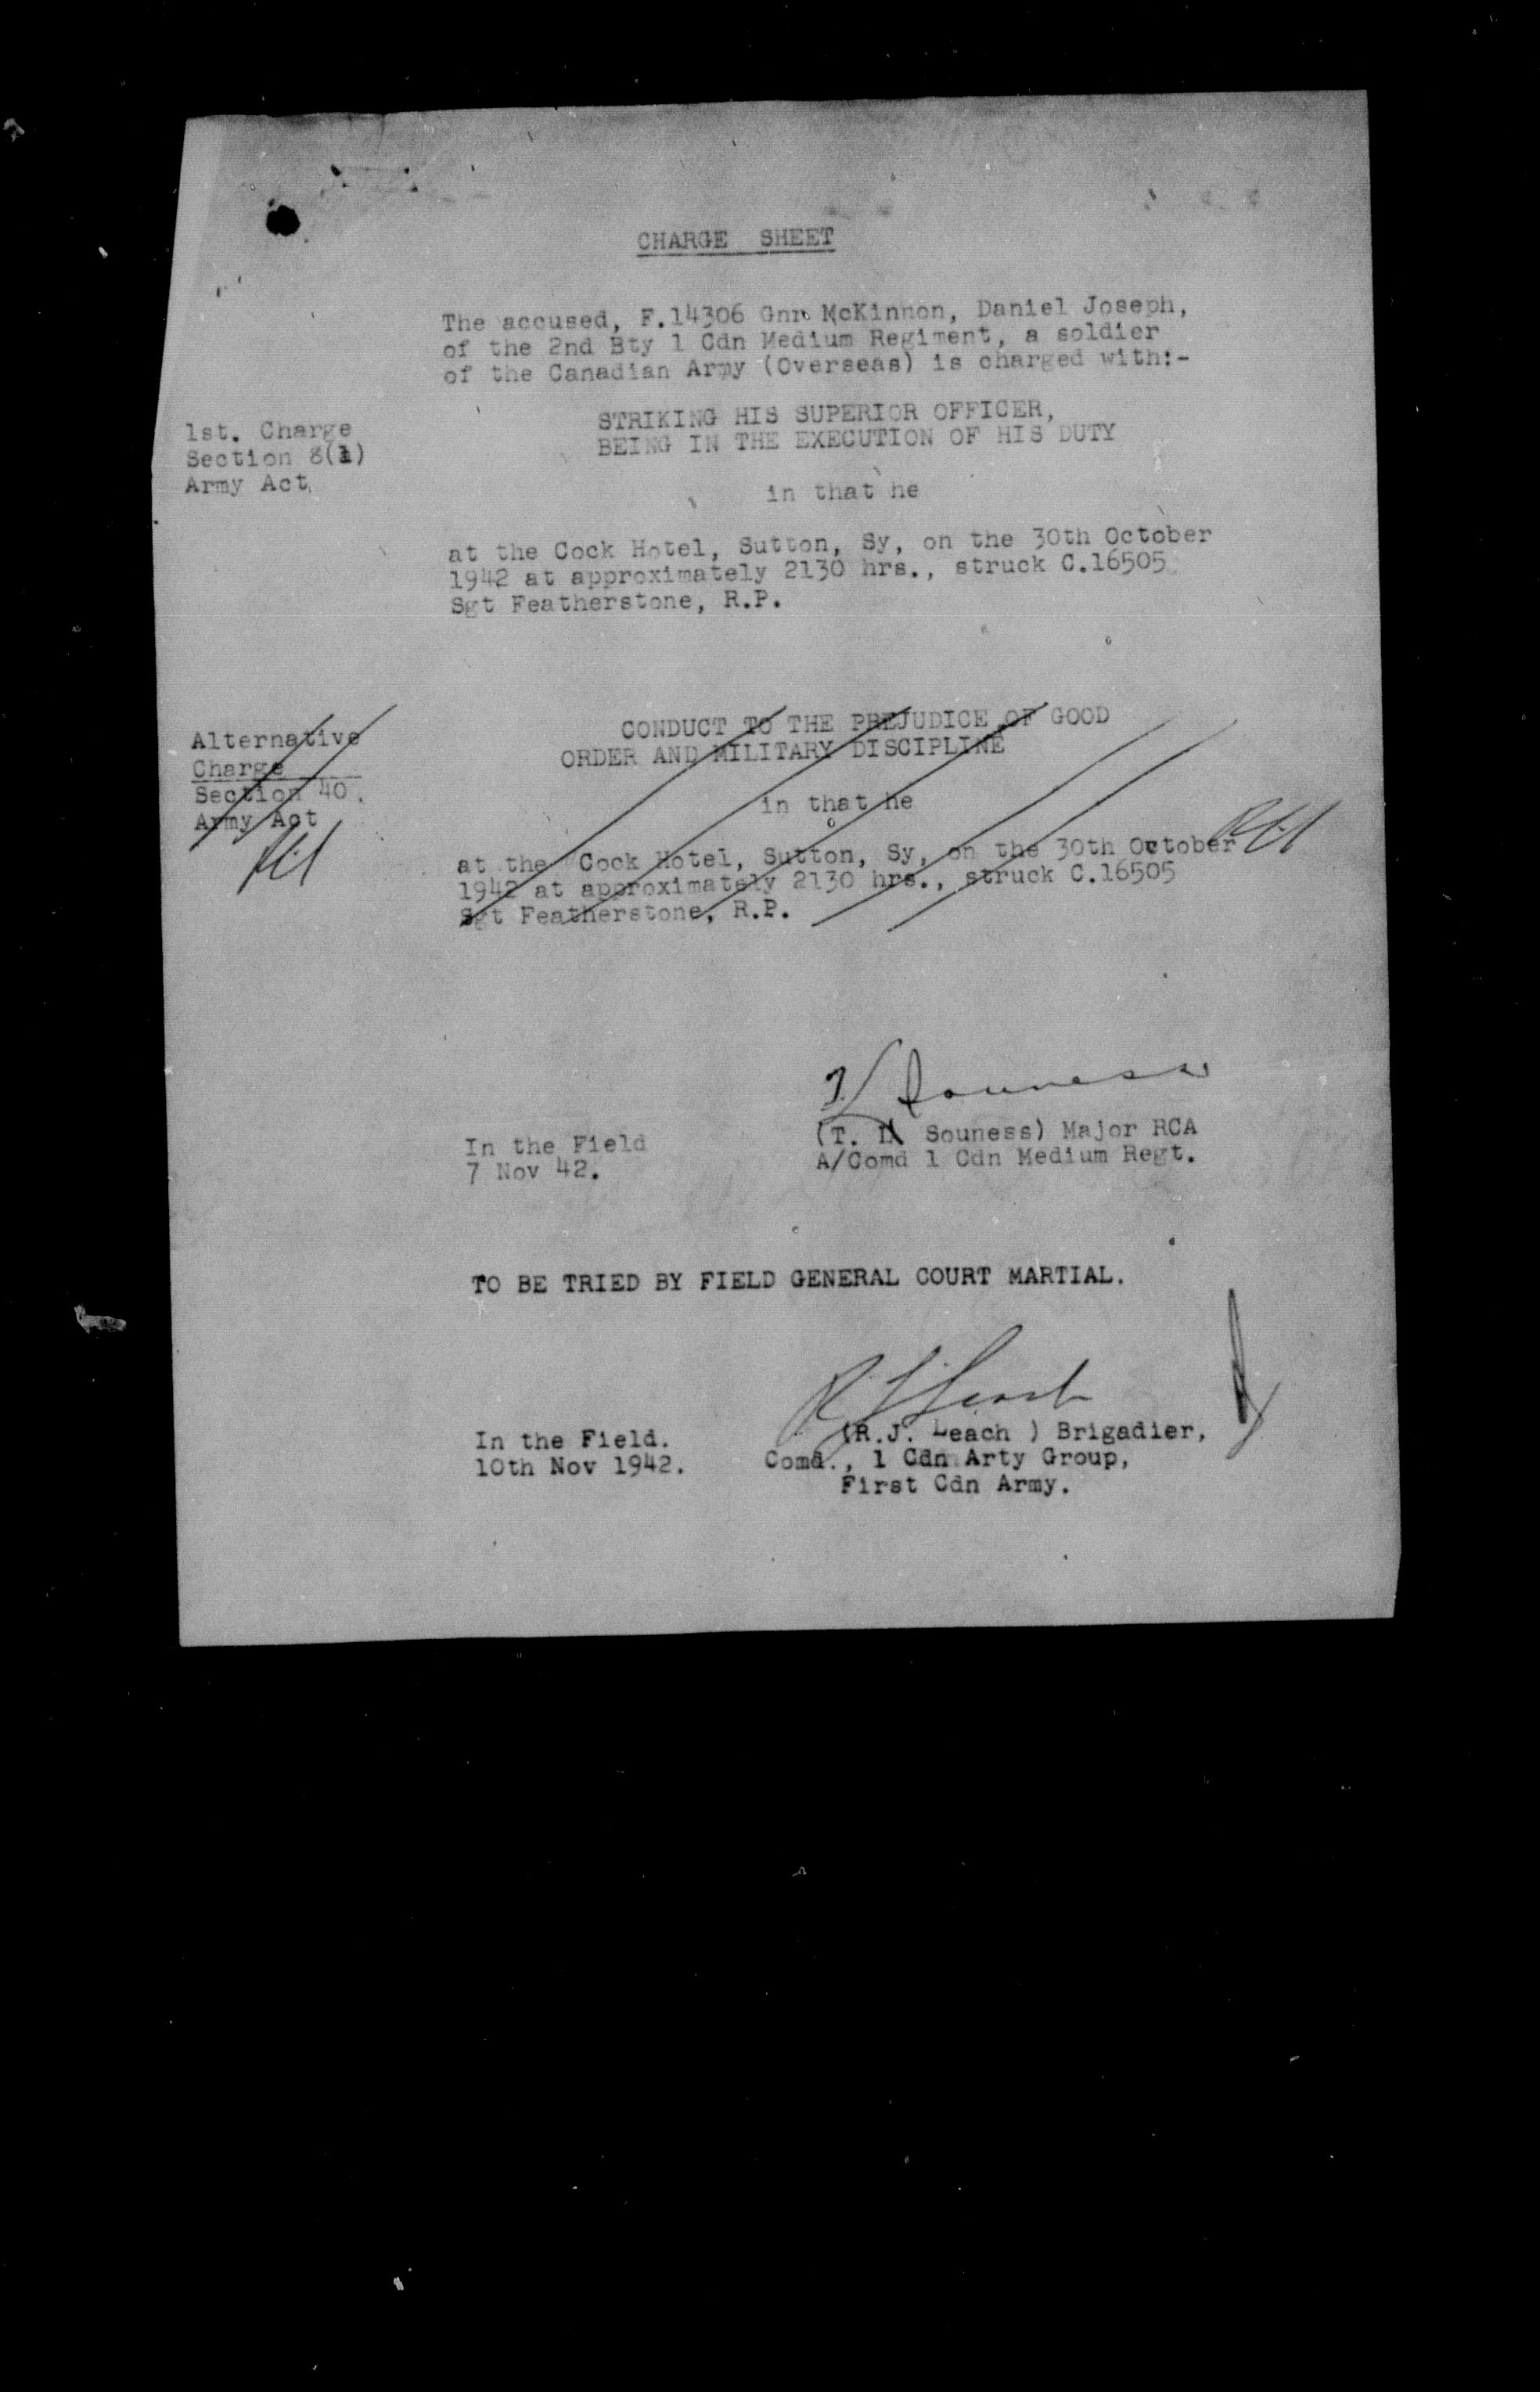 CHARGE SHEET
The accused, F.14306 Gnr McKinnon, Daniel Joseph,
of the 2nd Bty 1 Cdn Medium Regiment, a soldier
of the Canadian Army (Overseas) is charged with:-
1st. Charge
Section 8(1)
Army Act
STRIKING HIS SUPERIOR OFFICER,
BEING IN THE EXECUTION OF HIS DUTY
in that he
at the Cock Hotel, Sutton, Sy, on the 30th October
1942 at approximately 2130 hrs., struck C.16505
Sgt Featherstone, R.P.
Alternative
Charge
Section 40.
Army Act
CONDUCT TO THE PREJUDICE OF GOOD
ORDER AND MILITARY DISCIPLINE
in that he
at the Cock Hotel, Sutton, Sy, on the 30th October
1942 at approximately 2130 hrs., struck C.16505
Sgt Featherstone, R.P.
Souness
(T. Souness) Major RCA
A/Comd 1 Cdn Medium Regt.
In the Field
7 Nov 42.
TO BE TRIED BY FIELD GENERAL COURT MARTIAL.
R J Leach
(R.J. Leach ) Brigadier,
Comd., 1 Cdn Arty Group,
First Cdn Army.
In the Field.
10th Nov 1942.